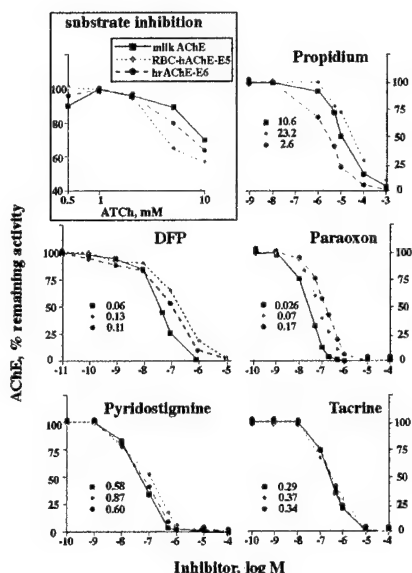 substrate inhibition
milk AChE
RBC-hAChE-E5
hrAChE-E6
100
80
60
40
0.5 1 10
ATCh, mM
Propidium
100
75
50
25
0
10.6
23.2
2.6
-9 -8 -7 -6 -5 -4 -3
AChE, % remaining activity
DFP
100
75
50
25
0
0.06
0.13
0.11
-11 -10 -9 -8 -7 -6 -5
Paraoxon
100
75
50
25
0
0.026
0.07
0.17
-10 -9 -8 -7 -6 -5 -4
Pyridostigmine
100
75
50
25
0
0.58
0.87
0.60
-10 -9 -8 -7 -6 -5 -4
Tacrine
100
75
50
25
0
0.29
0.37
0.34
-10 -9 -8 -7 -6 -5 -4
Inhibitor, log M